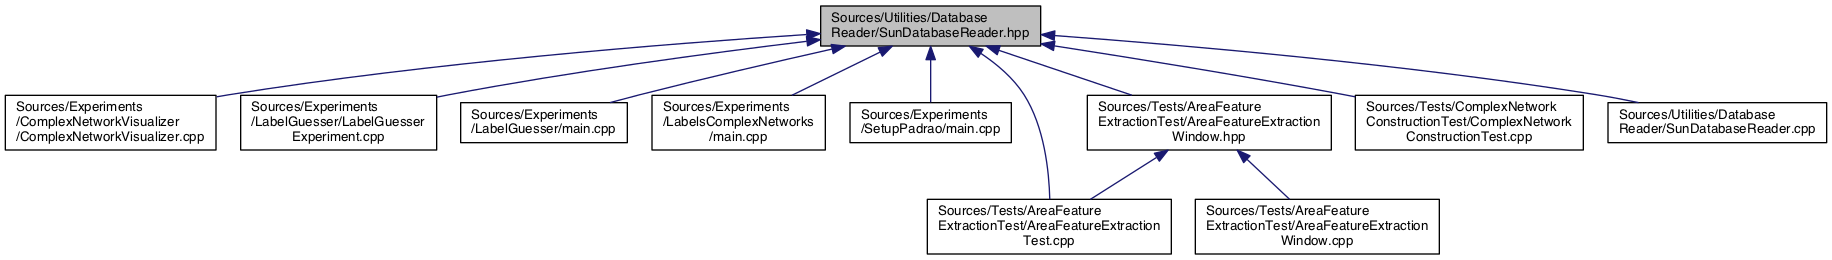 Sources/Utilities/Database
Reader/SunDatabaseReader.hpp
Sources/Experiments
/ComplexNetworkVisualizer
/ComplexNetworkVisualizer.cpp
Sources/Experiments
/LabelGuesser/LabelGuesser
Experiment.cpp
Sources/Experiments
/LabelGuesser/main.cpp
Sources/Experiments
/LabelsComplexNetworks
/main.cpp
Sources/Experiments
/SetupPadrao/main.cpp
Sources/Tests/AreaFeature
ExtractionTest/AreaFeatureExtraction
Window.hpp
Sources/Tests/ComplexNetwork
ConstructionTest/ComplexNetwork
ConstructionTest.cpp
Sources/Utilities/Database
Reader/SunDatabaseReader.cpp
Sources/Tests/AreaFeature
ExtractionTest/AreaFeatureExtraction
Test.cpp
Sources/Tests/AreaFeature
ExtractionTest/AreaFeatureExtraction
Window.cpp